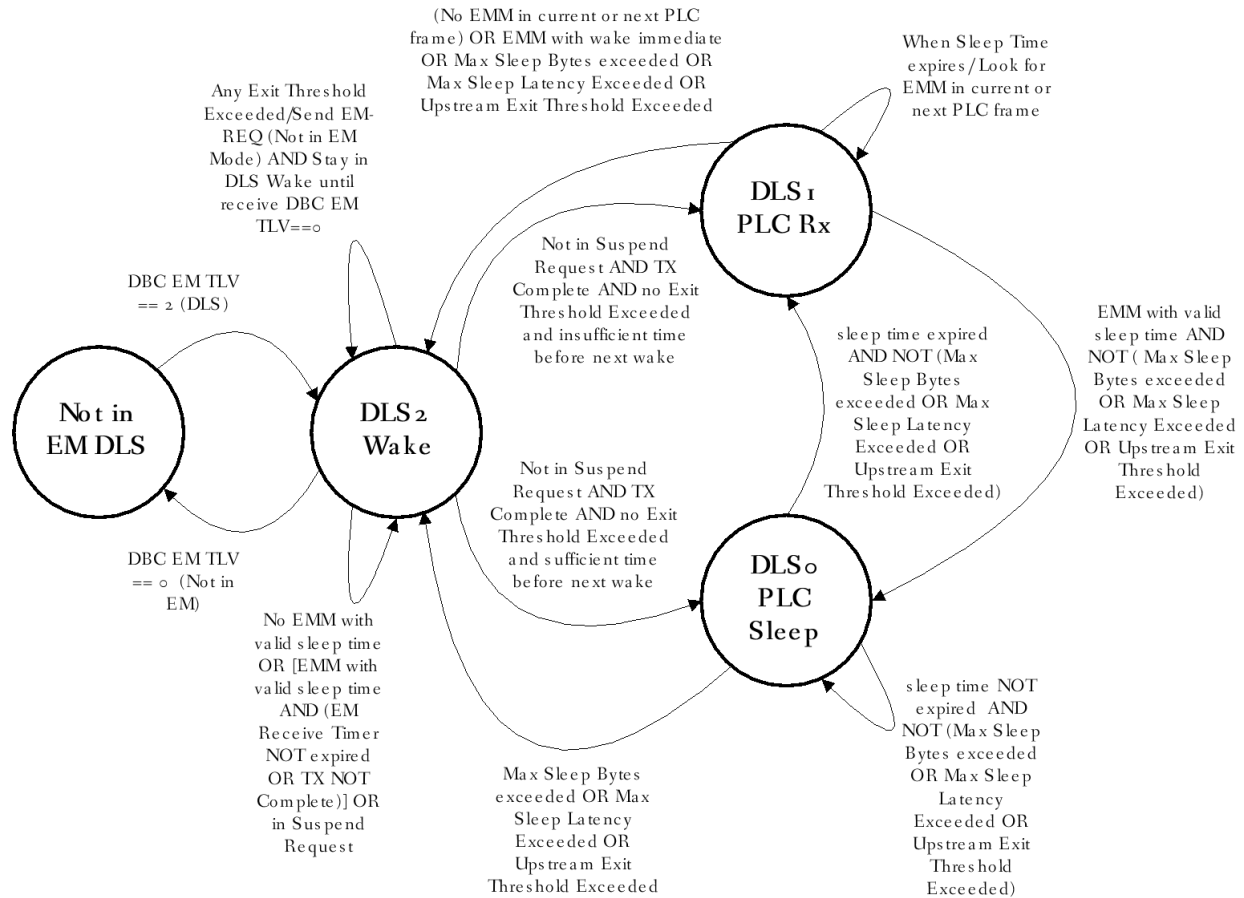 (No EMM in current or next PLC
frame) OR EMM with wake immediate
OR Max Sleep Bytes exceeded OR
Max Sleep Latency Exceeded OR
Upstream Exit Threshold Exceeded
When Sleep Time
expires/Look for
EMM in current or
next PLC frame
Any Exit Threshold
Exceeded/Send EM-
REQ (Not in EM
Mode) AND Stay in
DLS Wake until
receive DBC EM
TLV==0
DLS1
PLC Rx
Not in Suspend
Request AND TX
Complete AND no Exit
Threshold Exceeded
and insufficient time
before next wake
DBC EM TLV
== 2 (DLS)
sleep time expired
AND NOT (Max
Sleep Bytes
exceeded OR Max
Sleep Latency
Exceeded OR
Upstream Exit
Threshold Exceeded)
EMM with valid
sleep time AND
NOT ( Max Sleep
Bytes exceeded
OR Max Sleep
Latency Exceeded
OR Upstream Exit
Threshold
Exceeded)
Not in
EM DLS
DLS2
Wake
Not in Suspend
Request AND TX
Complete AND no Exit
Threshold Exceeded
and sufficient time
before next wake
DBC EM TLV
== 0 (Not in
EM)
DLS0
PLC
Sleep
No EMM with
valid sleep time
OR [EMM with
valid sleep time
AND (EM
Receive Timer
NOT expired
OR TX NOT
Complete)] OR
in Suspend
Request
Max Sleep Bytes
exceeded OR Max
Sleep Latency
Exceeded OR
Upstream Exit
Threshold Exceeded
sleep time NOT
expired AND
NOT (Max Sleep
Bytes exceeded
OR Max Sleep
Latency
Exceeded OR
Upstream Exit
Threshold
Exceeded)